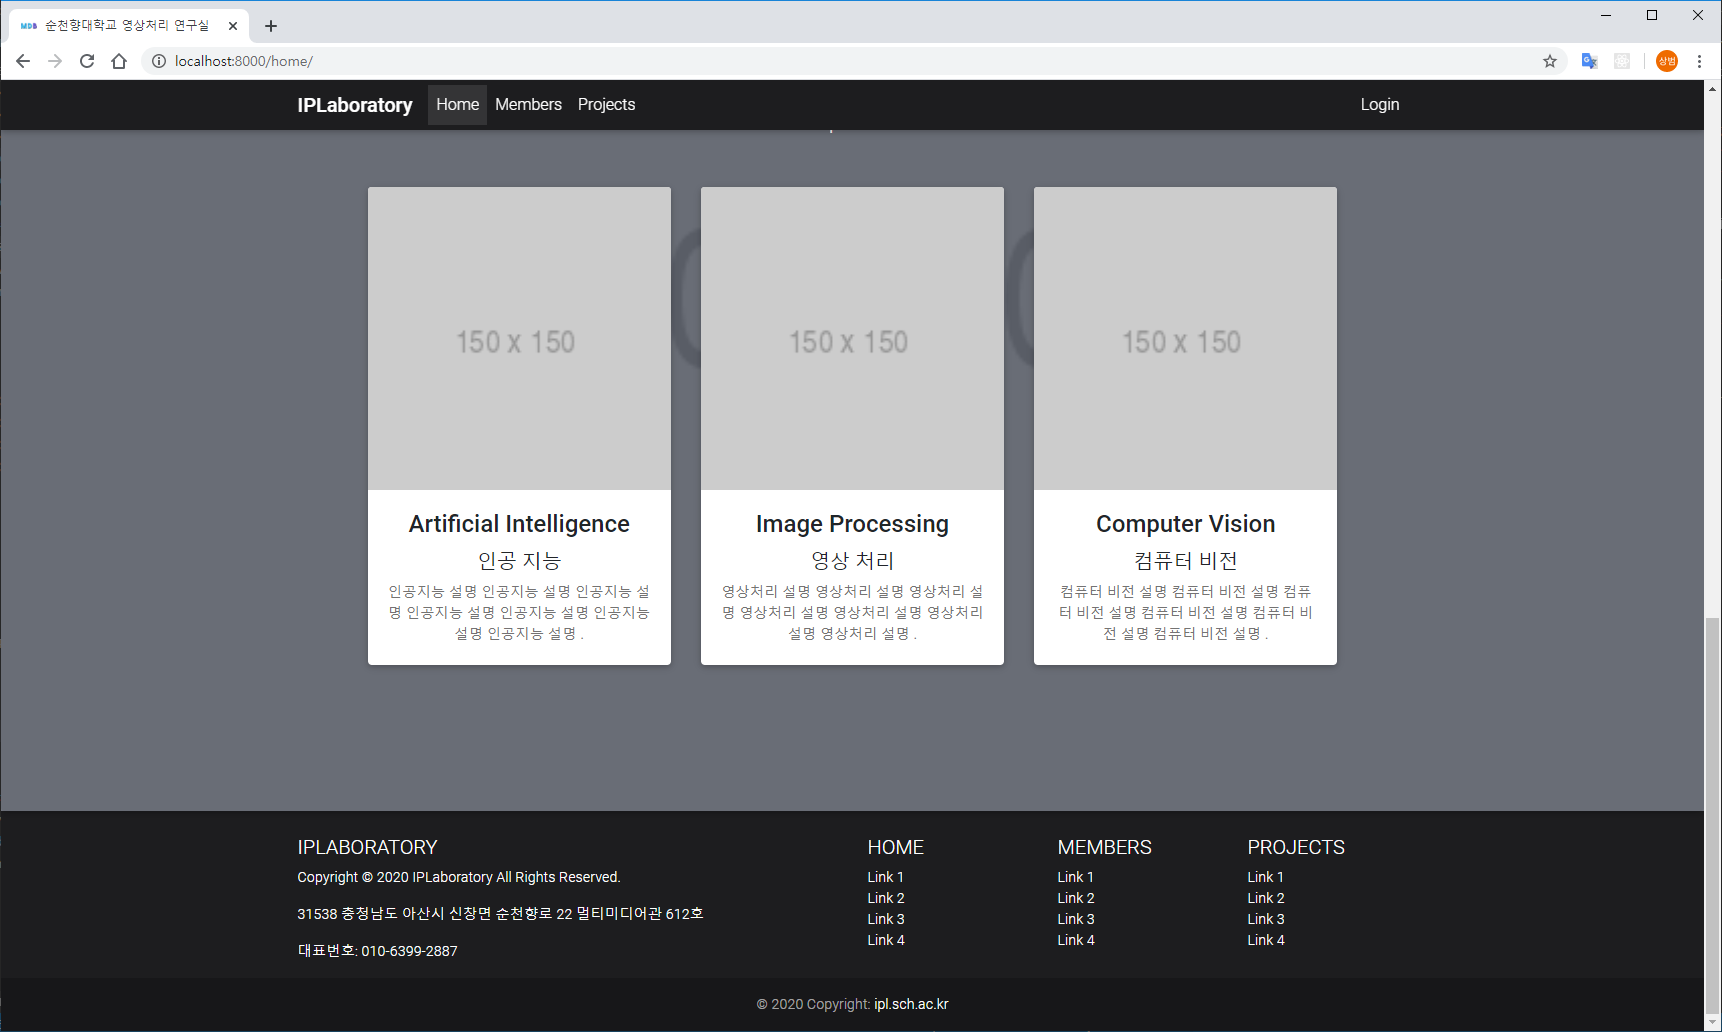 MDB 순천향대학교 영상처리 연구실
localhost:8000/home/
상범
IPLaboratory Home Members Projects Login
150 x 150
150 x 150
150 x 150
Artificial Intelligence
인공 지능
인공지능 설명 인공지능 설명 인공지능 설
명 인공지능 설명 인공지능 설명 인공지능
설명 인공지능 설명 .
Image Processing
영상 처리
영상처리 설명 영상처리 설명 영상처리 설
명 영상처리 설명 영상처리 설명 영상처리
설명 영상처리 설명 .
Computer Vision
컴퓨터 비전
컴퓨터 비전 설명 컴퓨터 비전 설명 컴퓨
터 비전 설명 컴퓨터 비전 설명 컴퓨터 비
전 설명 컴퓨터 비전 설명 .
IPLABORATORY
Copyright © 2020 IPLaboratory All Rights Reserved.
31538 충청남도 아산시 신창면 순천향로 22 멀티미디어관 612호
대표번호: 010-6399-2887
HOME
Link 1
Link 2
Link 3
Link 4
MEMBERS
Link 1
Link 2
Link 3
Link 4
PROJECTS
Link 1
Link 2
Link 3
Link 4
© 2020 Copyright: ipl.sch.ac.kr